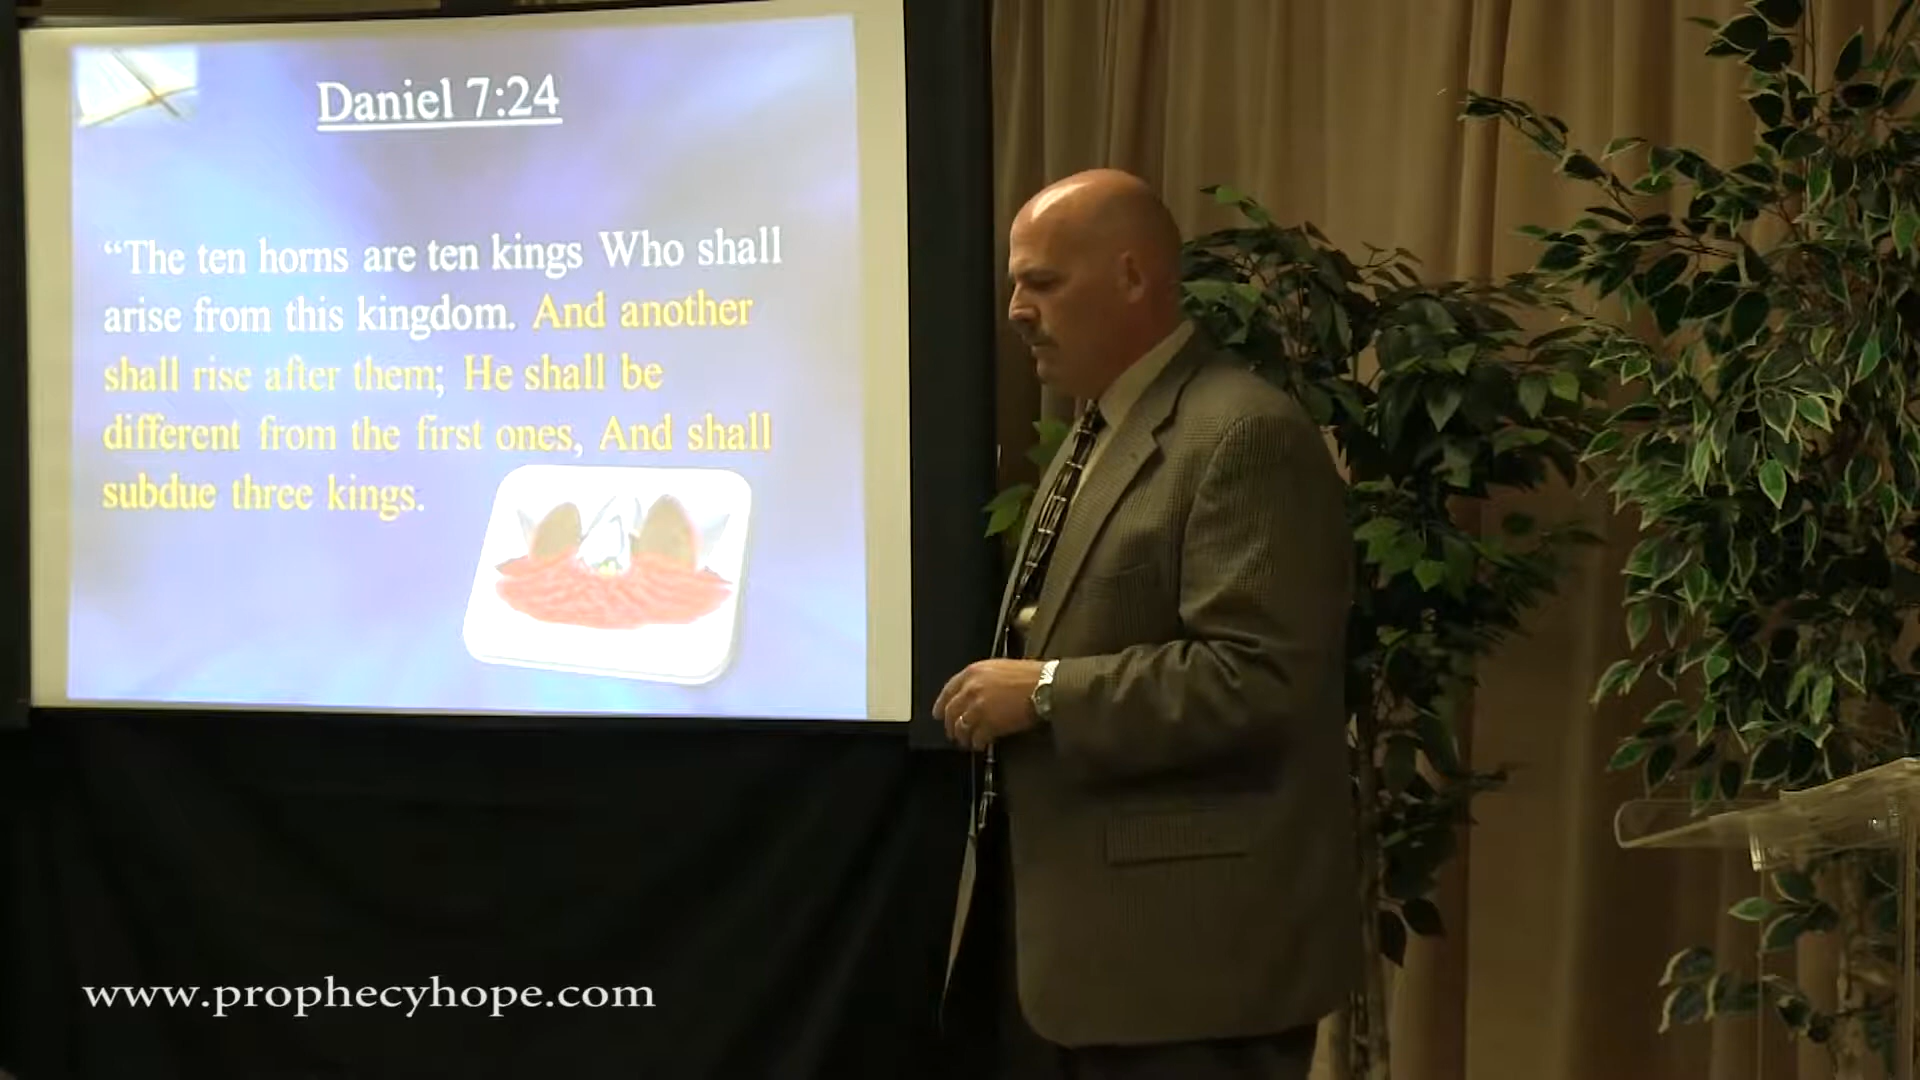 Daniel 7:24
“The ten horns are ten kings Who shall
arise from this kingdom. And another
shall rise after them; He shall be
different from the first ones, And shall
subdue three kings.
www.prophecyhope.com